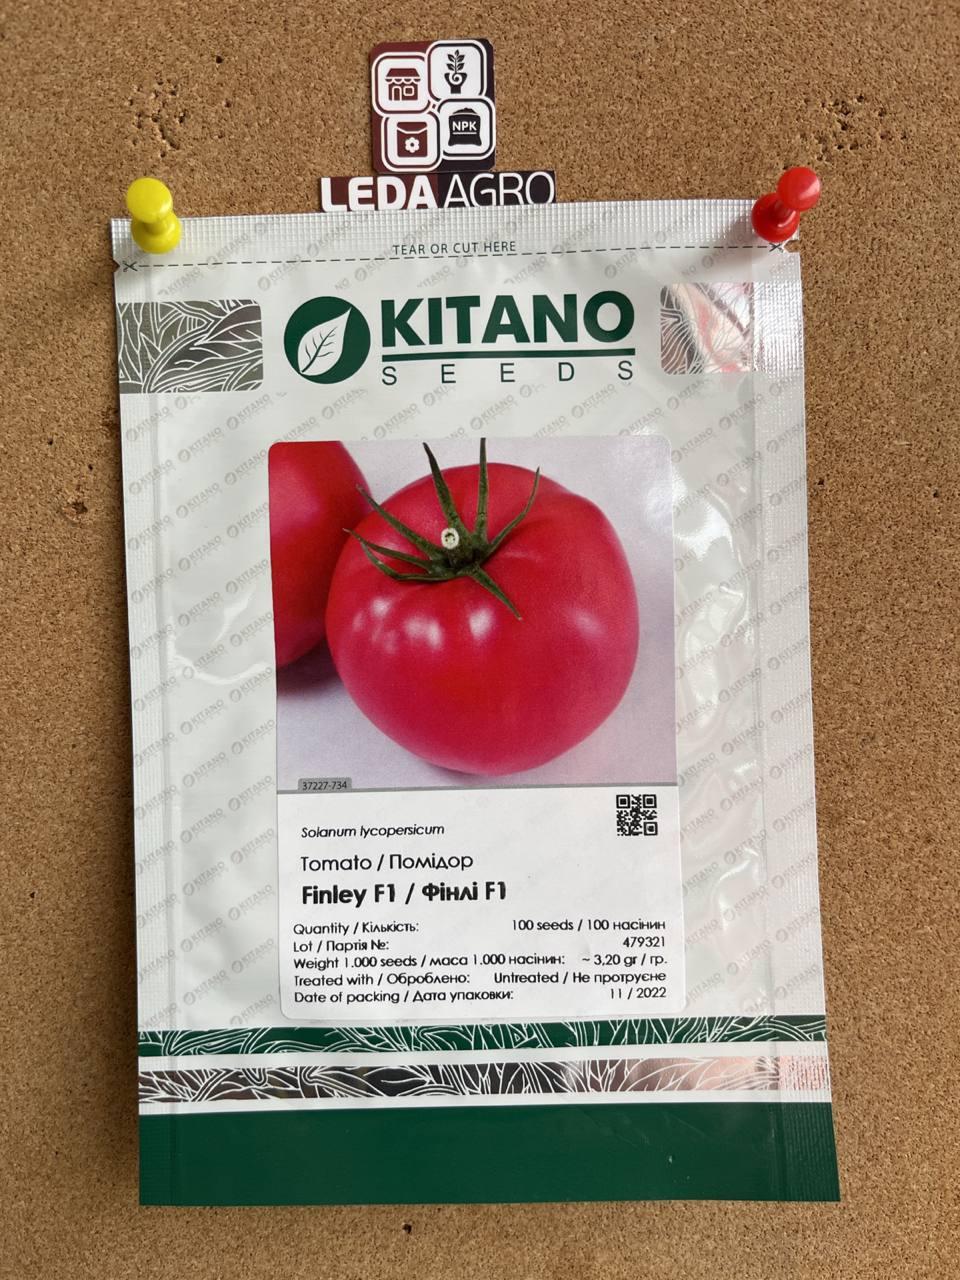 NPK
LEDA AGRO
TEAR OR CUT HERE
KITANO
SEEDS
37227-734
Solanum lycopersicum
Tomato / Помідор
Finley F1 / Фінлі F1
Quantity / Кількість: 100 seeds / 100 насінин
Lot / Партія №: 479321
Weight 1.000 seeds / маса 1.000 насінин: ~ 3,20 gr / гр.
Treated with / Оброблено: Untreated / Не протруєне
Date of packing / Дата упаковки: 11 / 2022